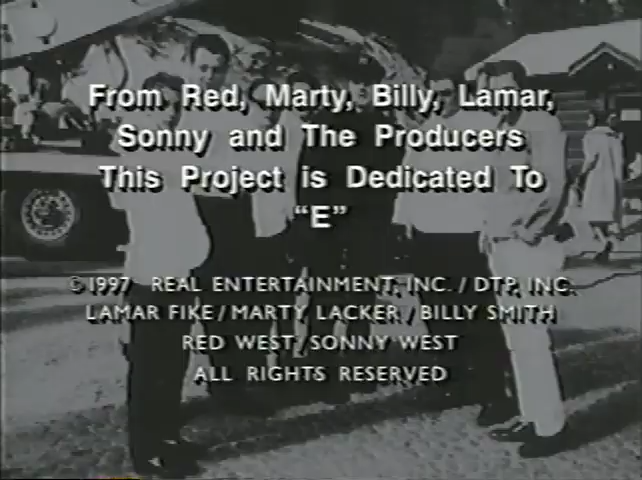 From Red, Marty, Billy, Lamar,
Sonny and The Producers
This Project is Dedicated To
“E”
©1997 REAL ENTERTAINMENT, INC. / DTP, INC.
LAMAR FIKE / MARTY LACKER / BILLY SMITH
RED WEST / SONNY WEST
ALL RIGHTS RESERVED